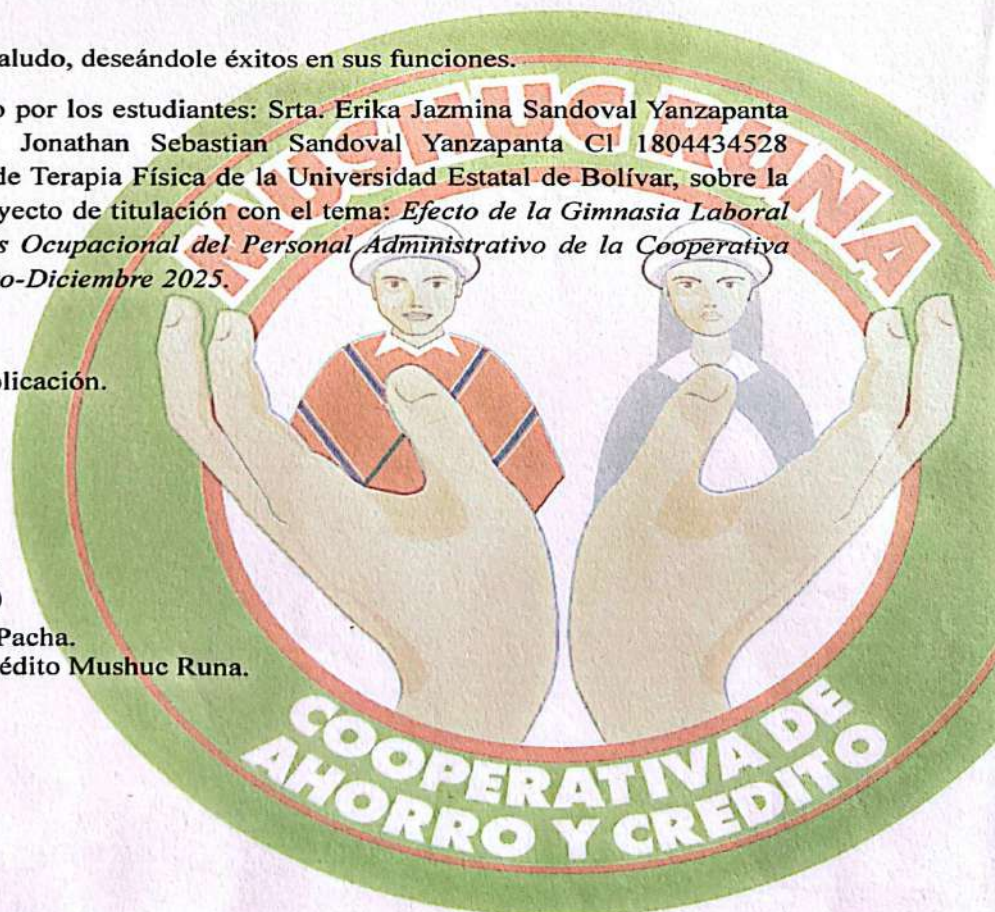 aludo, deseándole éxitos en sus funciones.
o por los estudiantes: Srta. Erika Jazmina Sandoval Yanzapanta
Jonathan Sebastian Sandoval Yanzapanta CI 1804434528
de Terapia Física de la Universidad Estatal de Bolívar, sobre la
yecto de titulación con el tema: Efecto de la Gimnasia Laboral
s Ocupacional del Personal Administrativo de la Cooperativa
o-Diciembre 2025.
MUSHUC RUNA
plicación.
)
Pacha.
édito Mushuc Runa.
COOPERATIVA DE
AHORRO Y CREDITO